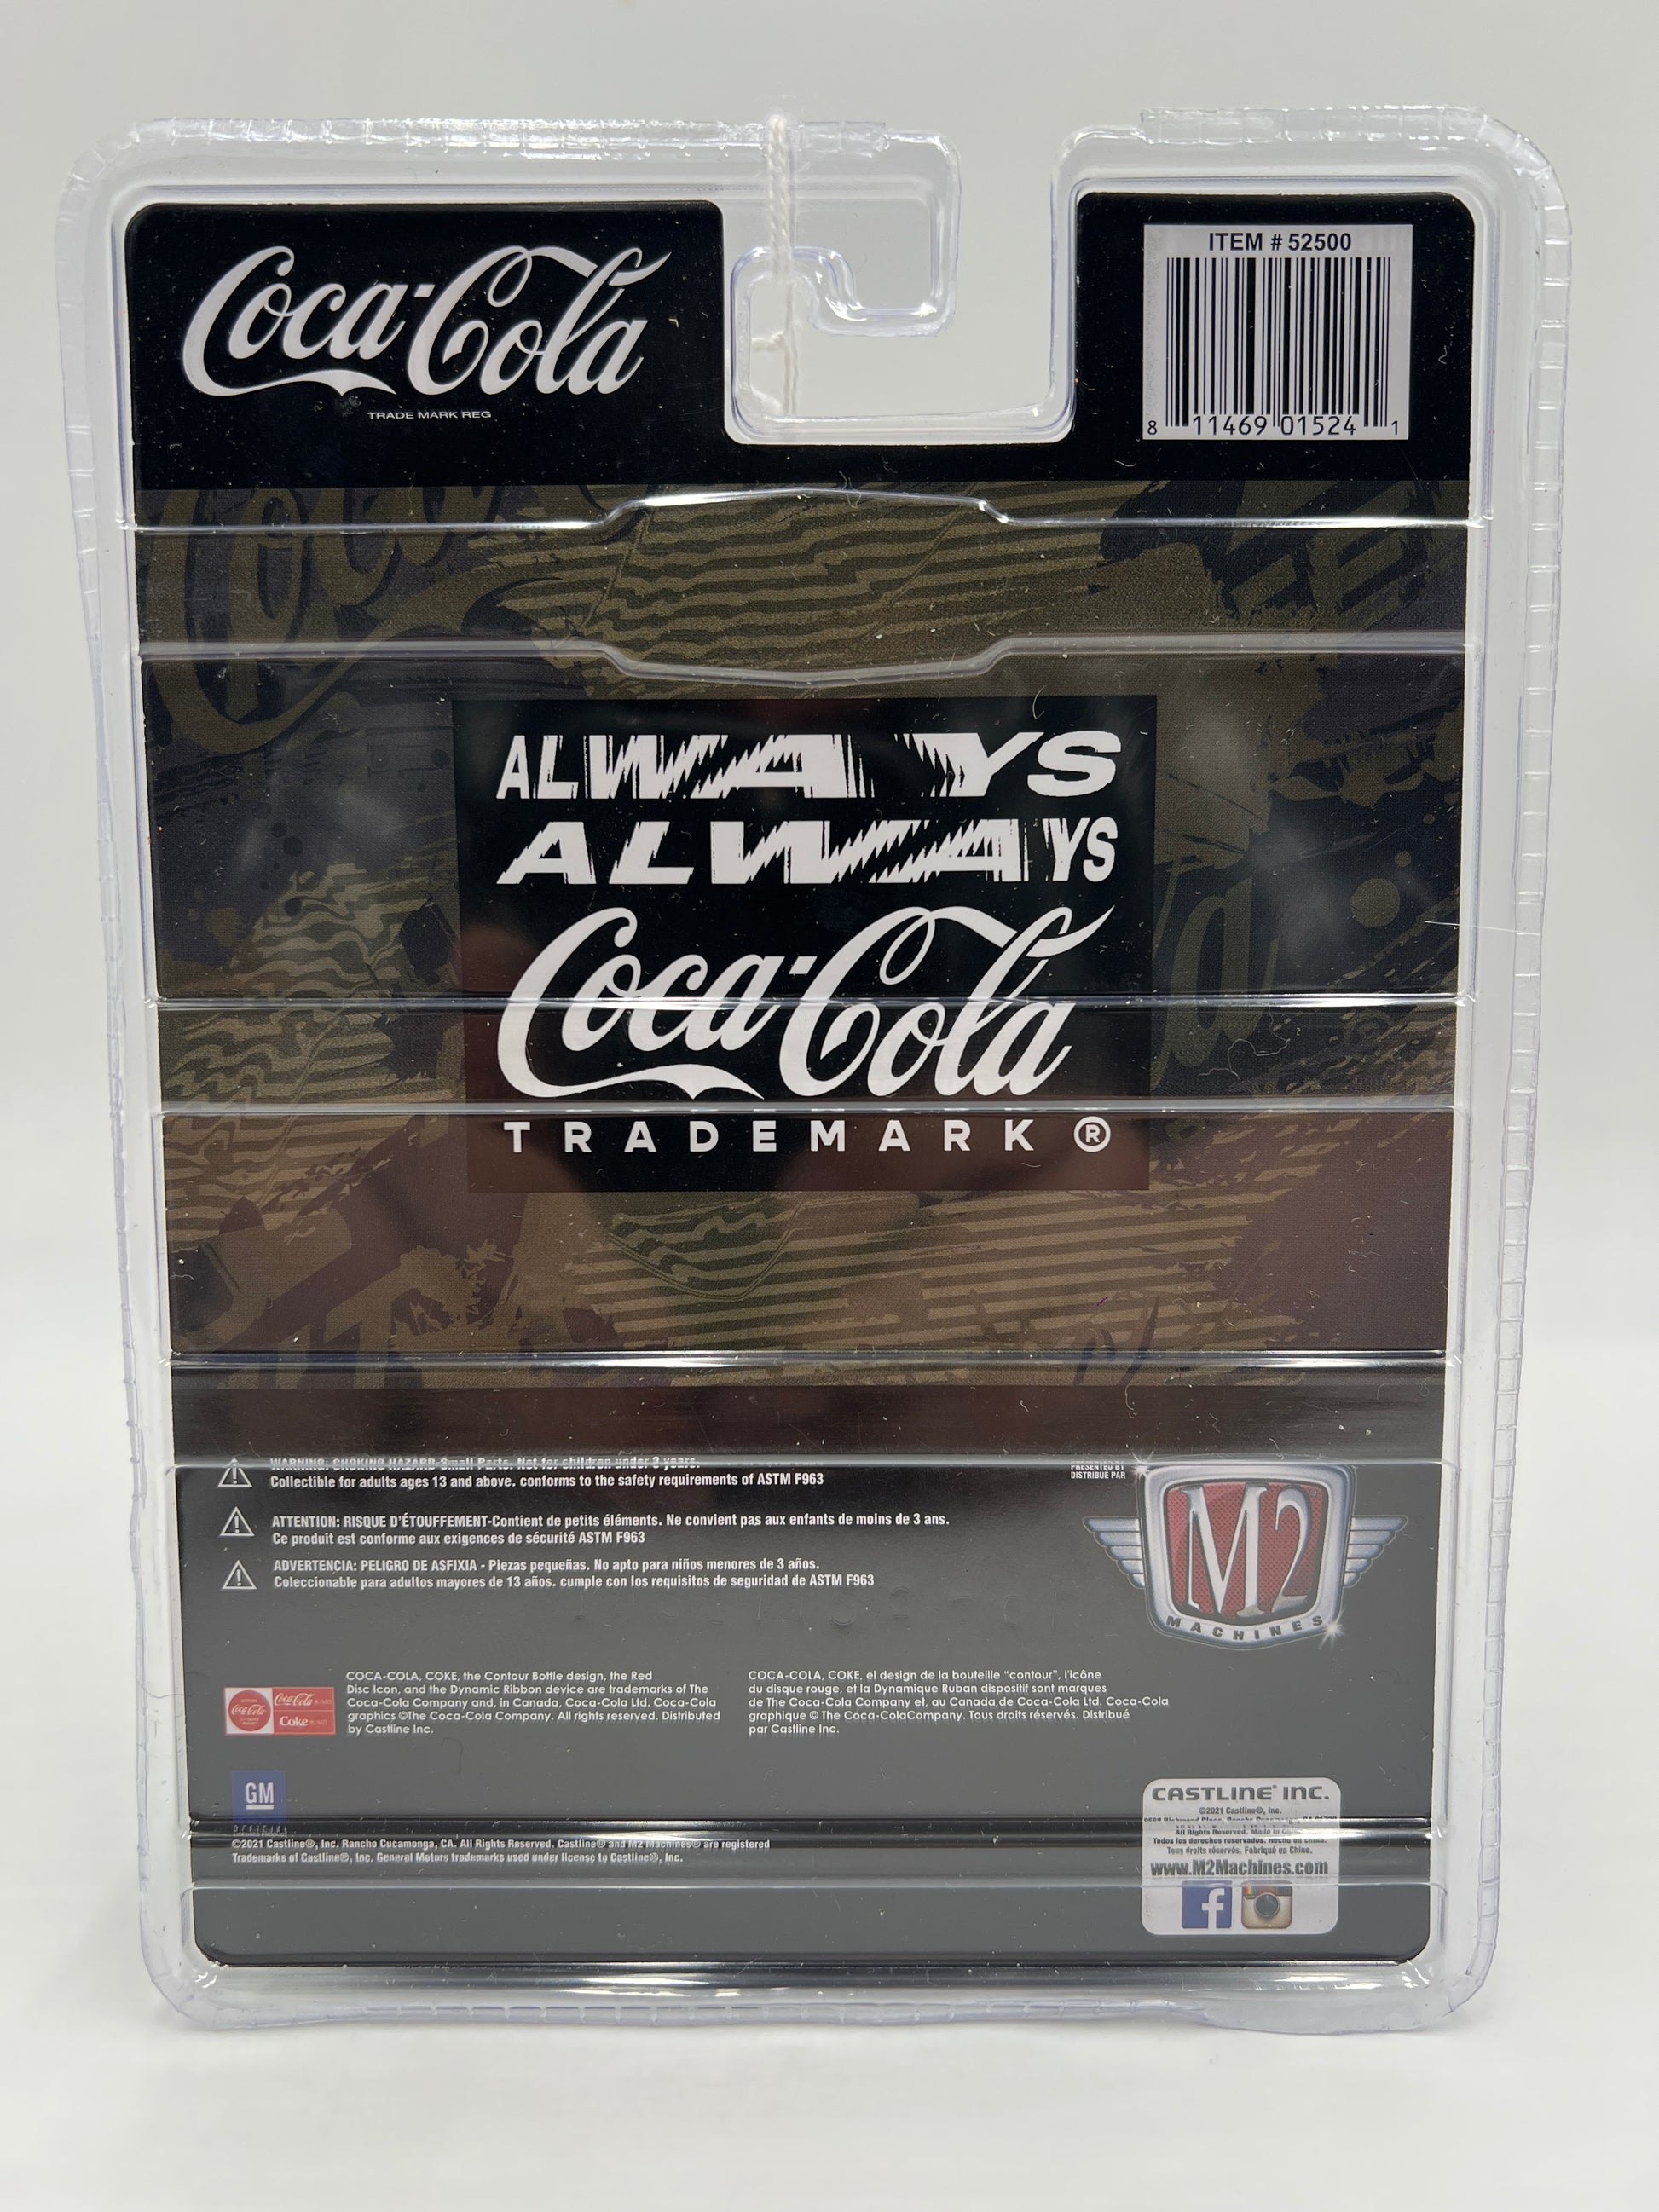 Coca-Cola
TRADE MARK REG
ITEM # 52500
8 11469 01524 1
ALWAYS
ALWAYS
Coca-Cola
TRADEMARK ®
WARNING: CHOKING HAZARD-Small Parts. Not for children under 3 years.
Collectible for adults ages 13 and above. conforms to the safety requirements of ASTM F963
ATTENTION: RISQUE D'ÉTOUFFEMENT-Contient de petits éléments. Ne convient pas aux enfants de moins de 3 ans.
Ce produit est conforme aux exigences de sécurité ASTM F963
ADVERTENCIA: PELIGRO DE ASFIXIA - Piezas pequeñas. No apto para niños menores de 3 años.
Coleccionable para adultos mayores de 13 años. cumple con los requisitos de seguridad de ASTM F963
PRESENTED BY
DISTRIBUÉ PAR
M2
MACHINES
Coca-Cola
Coca-Cola
Coke
COCA-COLA, COKE, the Contour Bottle design, the Red
Disc Icon, and the Dynamic Ribbon device are trademarks of The
Coca-Cola Company and, in Canada, Coca-Cola Ltd. Coca-Cola
graphics ©The Coca-Cola Company. All rights reserved. Distributed
by Castline Inc.
COCA-COLA, COKE, el design de la bouteille "contour", l'icône
du disque rouge, et la Dynamique Ruban dispositif sont marques
de The Coca-Cola Company et, au Canada,de Coca-Cola Ltd. Coca-Cola
graphique © The Coca-ColaCompany. Tous droits réservés. Distribué
par Castline Inc.
GM
©2021 Castline®, Inc. Rancho Cucamonga, CA. All Rights Reserved. Castline® and M2 Machines® are registered
Trademarks of Castline®, Inc. General Motors trademarks used under license to Castline®, Inc.
CASTLINE® INC.
©2021 Castline®, Inc.
All Rights Reserved. Made in
Todos los derechos reservados. Hecho en China.
Tous droits réservés. Fabriqué en Chine.
www.M2Machines.com